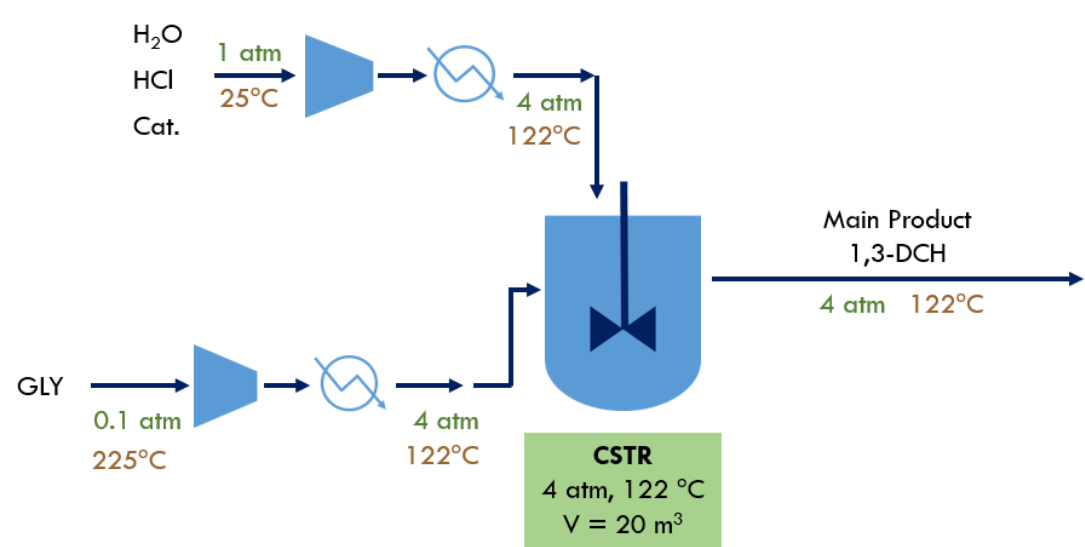 H₂O
HCl
Cat.
1 atm
25°C
4 atm
122°C
Main Product
1,3-DCH
4 atm 122°C
GLY
0.1 atm
225°C
4 atm
122°C
CSTR
4 atm, 122 °C
V = 20 m³